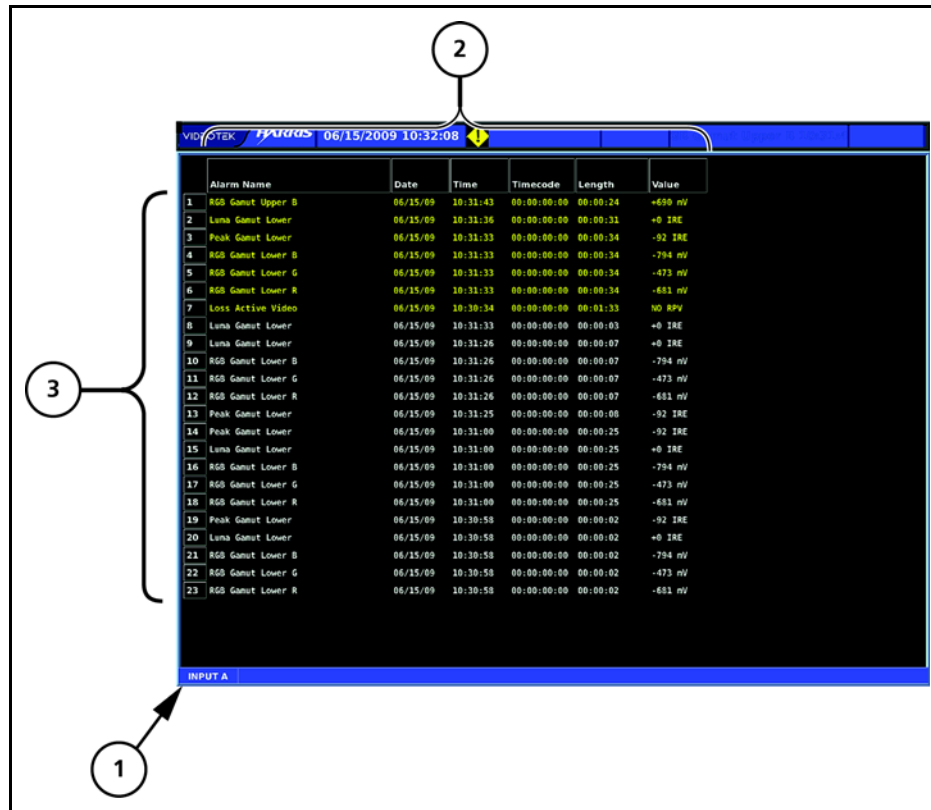 2
VIDEOTEK HARRIS 06/15/2009 10:32:08
Alarm Name Date Time Timecode Length Value
1 RGB Gamut Upper B 06/15/09 10:31:43 00:00:00:00 00:00:24 +690 mV
2 Luma Gamut Lower 06/15/09 10:31:36 00:00:00:00 00:00:31 +0 IRE
3 Peak Gamut Lower 06/15/09 10:31:33 00:00:00:00 00:00:34 -92 IRE
4 RGB Gamut Lower B 06/15/09 10:31:33 00:00:00:00 00:00:34 -794 mV
5 RGB Gamut Lower G 06/15/09 10:31:33 00:00:00:00 00:00:34 -473 mV
6 RGB Gamut Lower R 06/15/09 10:31:33 00:00:00:00 00:00:34 -681 mV
7 Loss Active Video 06/15/09 10:30:34 00:00:00:00 00:01:33 NO RPV
8 Luma Gamut Lower 06/15/09 10:31:33 00:00:00:00 00:00:03 +0 IRE
9 Luma Gamut Lower 06/15/09 10:31:26 00:00:00:00 00:00:07 +0 IRE
10 RGB Gamut Lower B 06/15/09 10:31:26 00:00:00:00 00:00:07 -794 mV
11 RGB Gamut Lower G 06/15/09 10:31:26 00:00:00:00 00:00:07 -473 mV
12 RGB Gamut Lower R 06/15/09 10:31:26 00:00:00:00 00:00:07 -681 mV
13 Peak Gamut Lower 06/15/09 10:31:25 00:00:00:00 00:00:08 -92 IRE
14 Peak Gamut Lower 06/15/09 10:31:00 00:00:00:00 00:00:25 -92 IRE
15 Luma Gamut Lower 06/15/09 10:31:00 00:00:00:00 00:00:25 +0 IRE
16 RGB Gamut Lower B 06/15/09 10:31:00 00:00:00:00 00:00:25 -794 mV
17 RGB Gamut Lower G 06/15/09 10:31:00 00:00:00:00 00:00:25 -473 mV
18 RGB Gamut Lower R 06/15/09 10:31:00 00:00:00:00 00:00:25 -681 mV
19 Peak Gamut Lower 06/15/09 10:30:58 00:00:00:00 00:00:02 -92 IRE
20 Luma Gamut Lower 06/15/09 10:30:58 00:00:00:00 00:00:02 +0 IRE
21 RGB Gamut Lower B 06/15/09 10:30:58 00:00:00:00 00:00:02 -794 mV
22 RGB Gamut Lower G 06/15/09 10:30:58 00:00:00:00 00:00:02 -473 mV
23 RGB Gamut Lower R 06/15/09 10:30:58 00:00:00:00 00:00:02 -681 mV
3
INPUT A
1